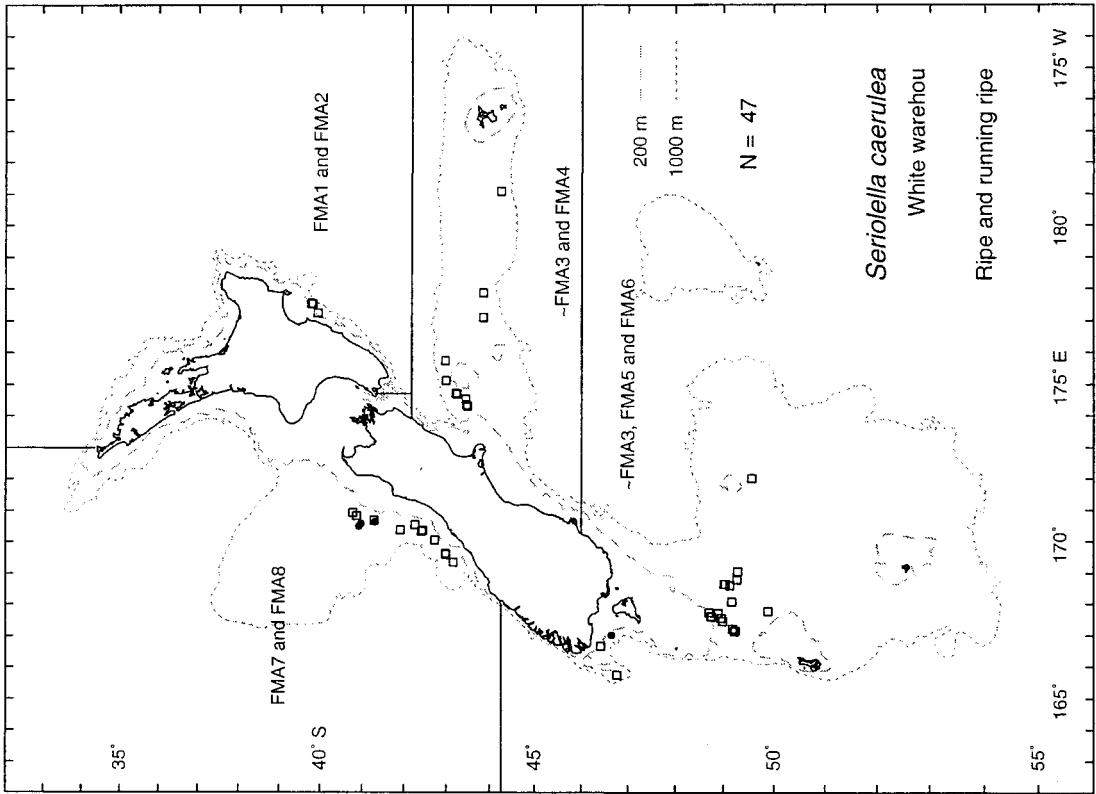 FMA7 and FMA8
FMA1 and FMA2
~FMA3 and FMA4
~FMA3, FMA5 and FMA6
200 m
1000 m
N = 47
Seriolella caerulea
White warehou
Ripe and running ripe
35°
40° S
45°
50°
55°
165°
170°
175° E
180°
175° W